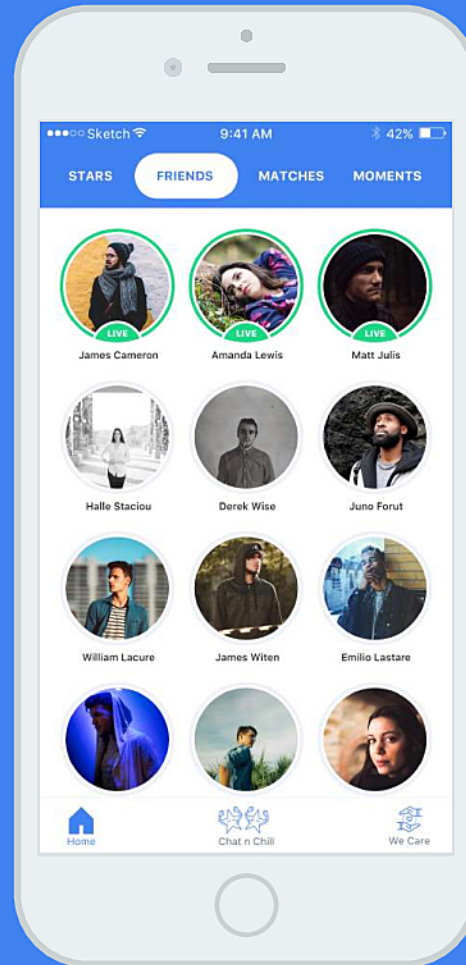 Sketch 9:41 AM 42%
STARS FRIENDS MATCHES MOMENTS
LIVE LIVE LIVE
James Cameron Amanda Lewis Matt Julis
Halle Staciou Derek Wise Juno Forut
William Lacure James Witen Emilio Lastare
Home Chat n Chill We Care